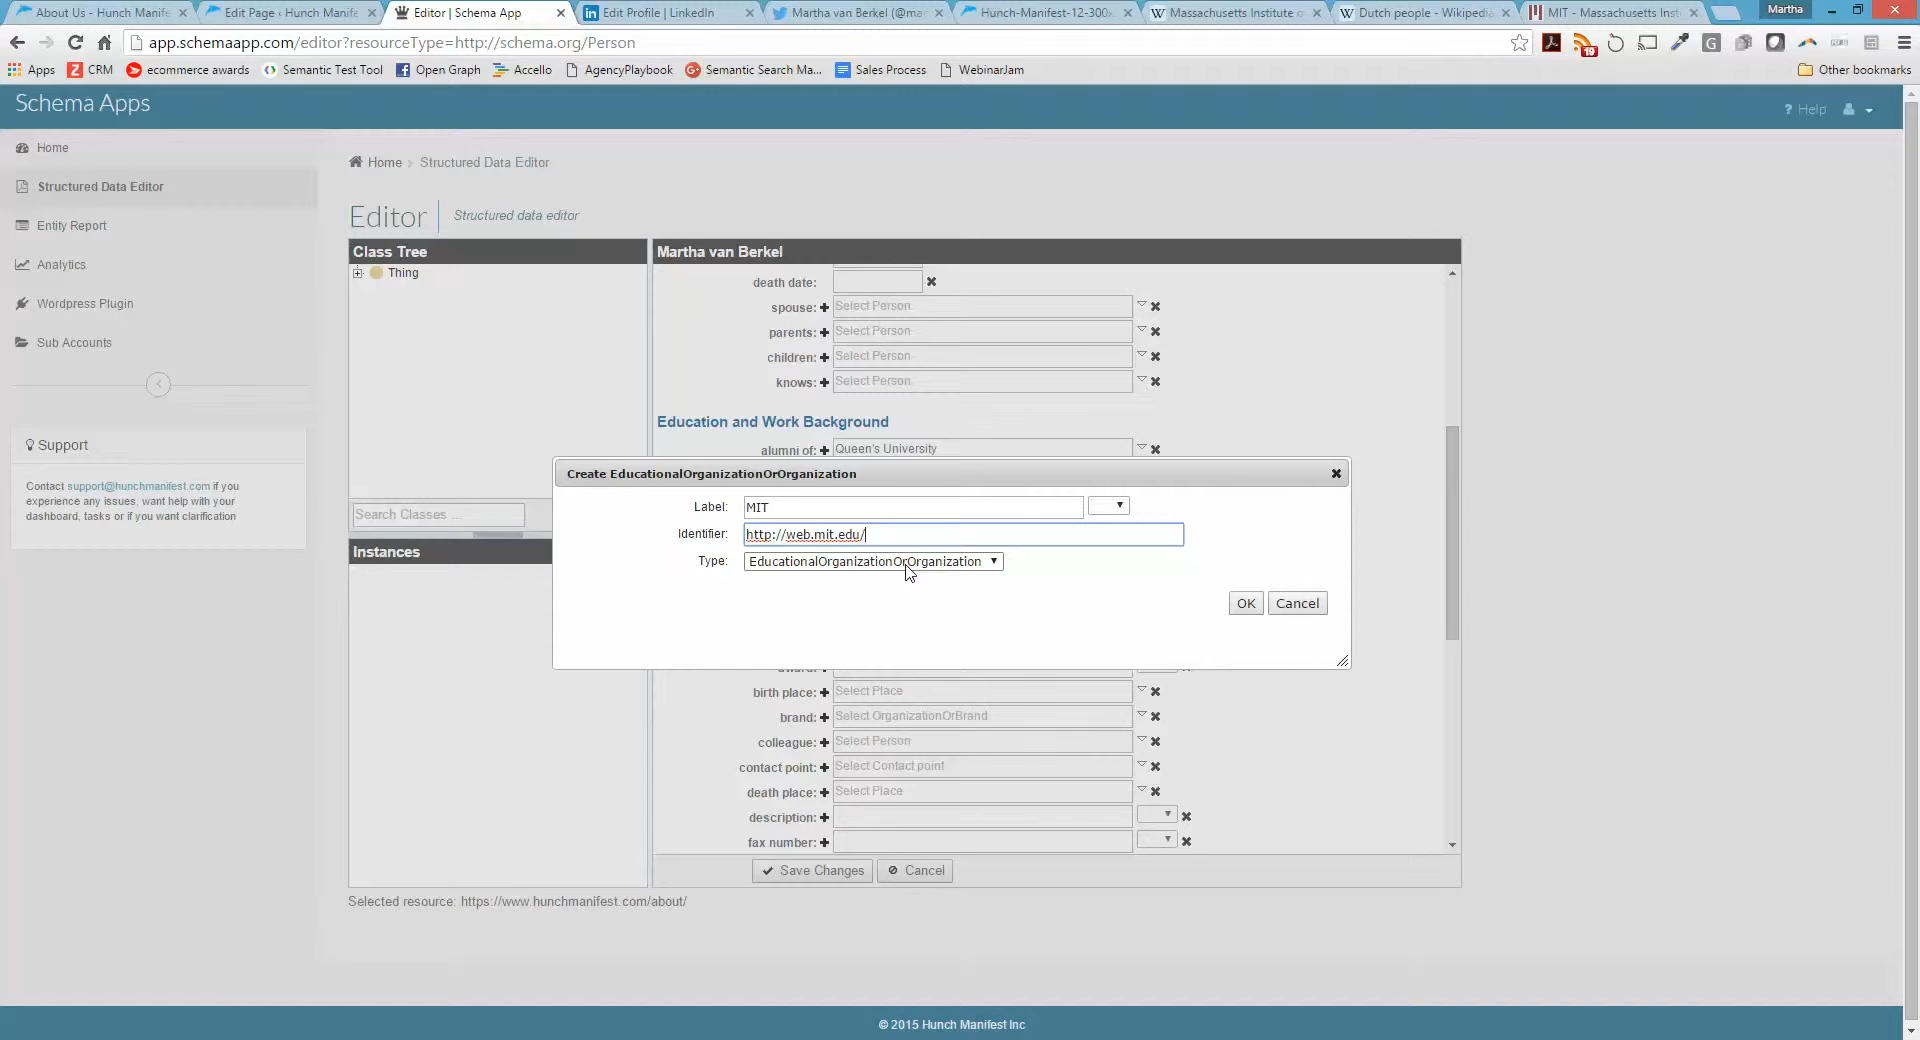 About Us - Hunch Manife
Edit Page ‹ Hunch Manife
Editor | Schema App
Edit Profile | LinkedIn
Martha van Berkel (@ma
Hunch-Manifest-12-300x
Massachusetts Institute o
Dutch people - Wikipedi
MIT - Massachusetts Inst
Martha
app.schemaapp.com/editor?resourceType=http://schema.org/Person
19
Apps
CRM
ecommerce awards
Semantic Test Tool
Open Graph
Accello
AgencyPlaybook
Semantic Search Ma...
Sales Process
WebinarJam
Other bookmarks
Schema Apps
? Help
Home
Structured Data Editor
Entity Report
Analytics
Wordpress Plugin
Sub Accounts
Support
Contact support@hunchmanifest.com if you
experience any issues, want help with your
dashboard, tasks or if you want clarification
Home > Structured Data Editor
Editor
Structured data editor
Class Tree
Thing
Search Classes ...
Instances
Martha van Berkel
death date:
spouse: Select Person
parents: Select Person
children: Select Person
knows: Select Person
Education and Work Background
alumni of: Queen's University
Create EducationalOrganizationOrOrganization
Label: MIT
Identifier: http://web.mit.edu/
Type: EducationalOrganizationOrOrganization
OK
Cancel
birth place: Select Place
brand: Select OrganizationOrBrand
colleague: Select Person
contact point: Select Contact point
death place: Select Place
description:
fax number:
Save Changes
Cancel
Selected resource: https://www.hunchmanifest.com/about/
© 2015 Hunch Manifest Inc